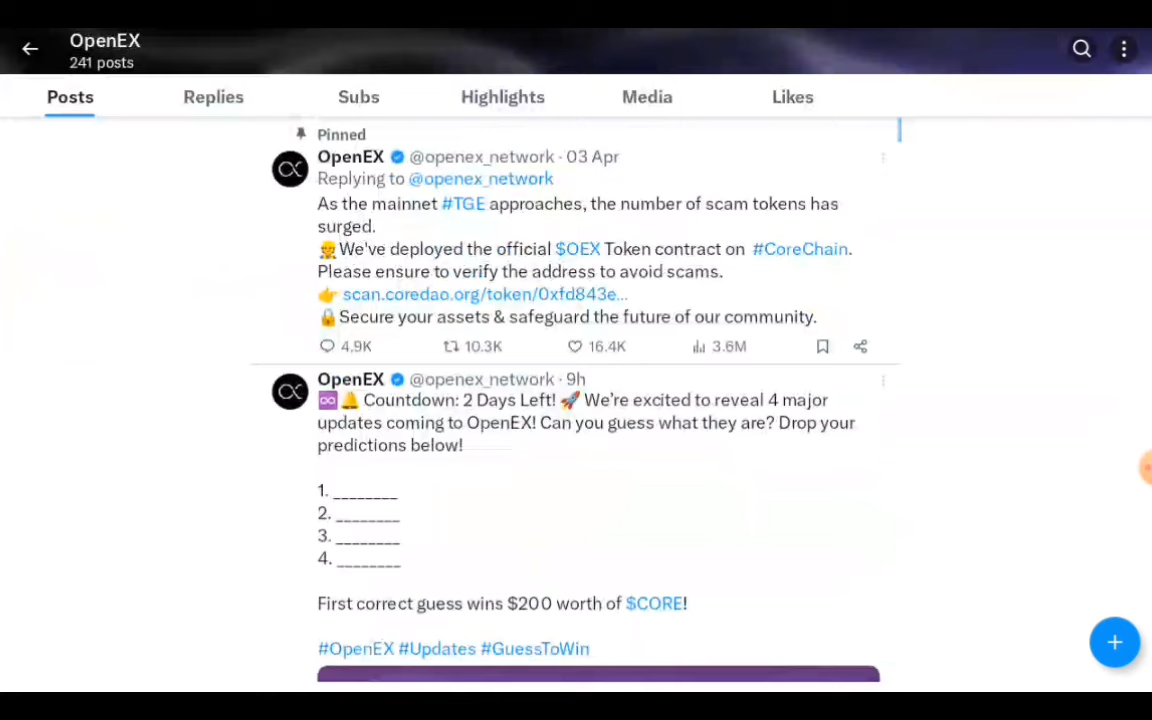 OpenEX
241 posts
Posts Replies Subs Highlights Media Likes
Pinned
OpenEX @openex_network · 03 Apr
Replying to @openex_network
As the mainnet #TGE approaches, the number of scam tokens has
surged.
👷We've deployed the official $OEX Token contract on #CoreChain.
Please ensure to verify the address to avoid scams.
👉 scan.coredao.org/token/0xfd843e...
🔒Secure your assets & safeguard the future of our community.
4.9K 10.3K 16.4K 3.6M
OpenEX @openex_network · 9h
♾️🔔 Countdown: 2 Days Left! 🚀 We're excited to reveal 4 major
updates coming to OpenEX! Can you guess what they are? Drop your
predictions below!
1. ________
2. ________
3. ________
4. ________
First correct guess wins $200 worth of $CORE!
#OpenEX #Updates #GuessToWin